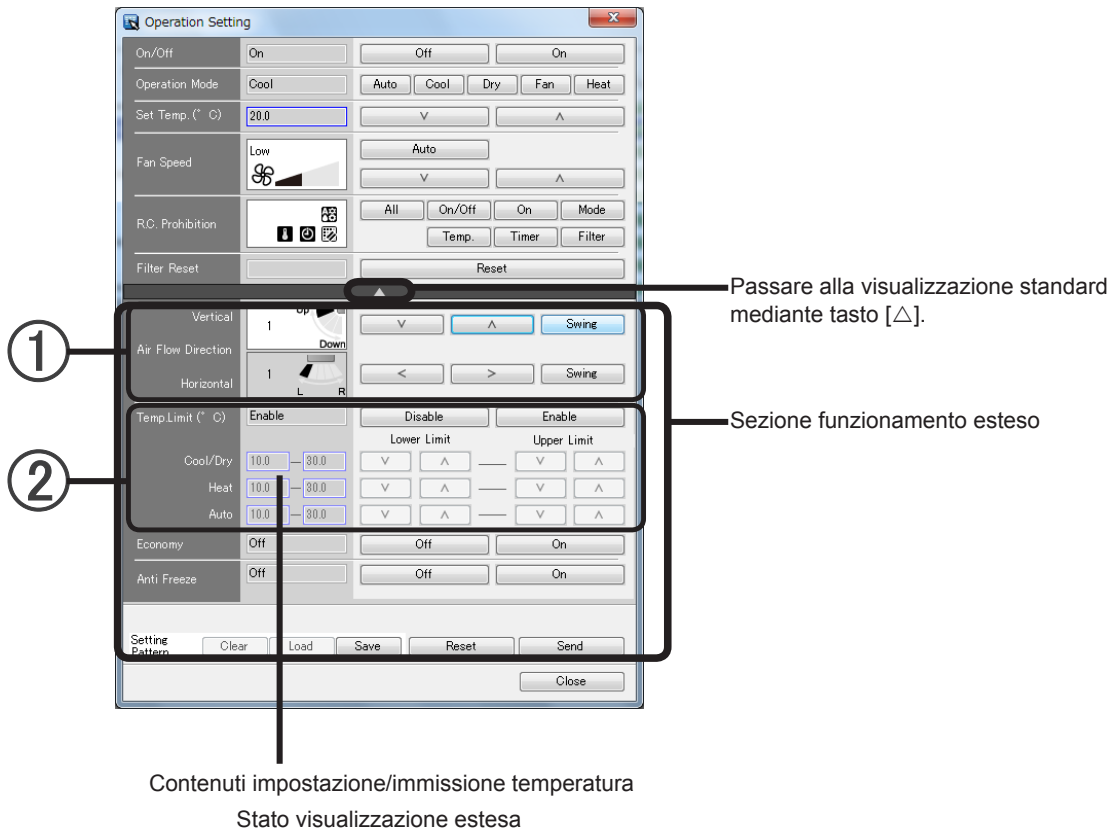 Operation Setting
On/Off On Off On
Operation Mode Cool Auto Cool Dry Fan Heat
Set Temp.(° C) 20.0 ∨ ∧
Fan Speed Low Auto
∨ ∧
R.C. Prohibition All On/Off On Mode
Temp. Timer Filter
Filter Reset Reset
Passare alla visualizzazione standard
mediante tasto [△].
①
Vertical 1 Up Down ∨ ∧ Swing
Air Flow Direction
Horizontal 1 L R < > Swing
Sezione funzionamento esteso
②
Temp.Limit(° C) Enable Disable Enable
Lower Limit Upper Limit
Cool/Dry 10.0 — 30.0 ∨ ∧ — ∨ ∧
Heat 10.0 — 30.0 ∨ ∧ — ∨ ∧
Auto 10.0 — 30.0 ∨ ∧ — ∨ ∧
Economy Off Off On
Anti Freeze Off Off On
Setting
Pattern Clear Load Save Reset Send
Close
Contenuti impostazione/immissione temperatura
Stato visualizzazione estesa